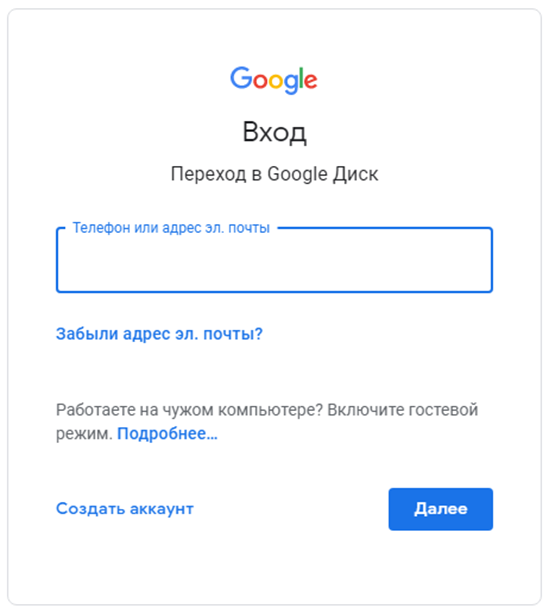 Google
Вход
Переход в Google Диск
Телефон или адрес эл. почты
Забыли адрес эл. почты?
Работаете на чужом компьютере? Включите гостевой
режим. Подробнее…
Создать аккаунт Далее